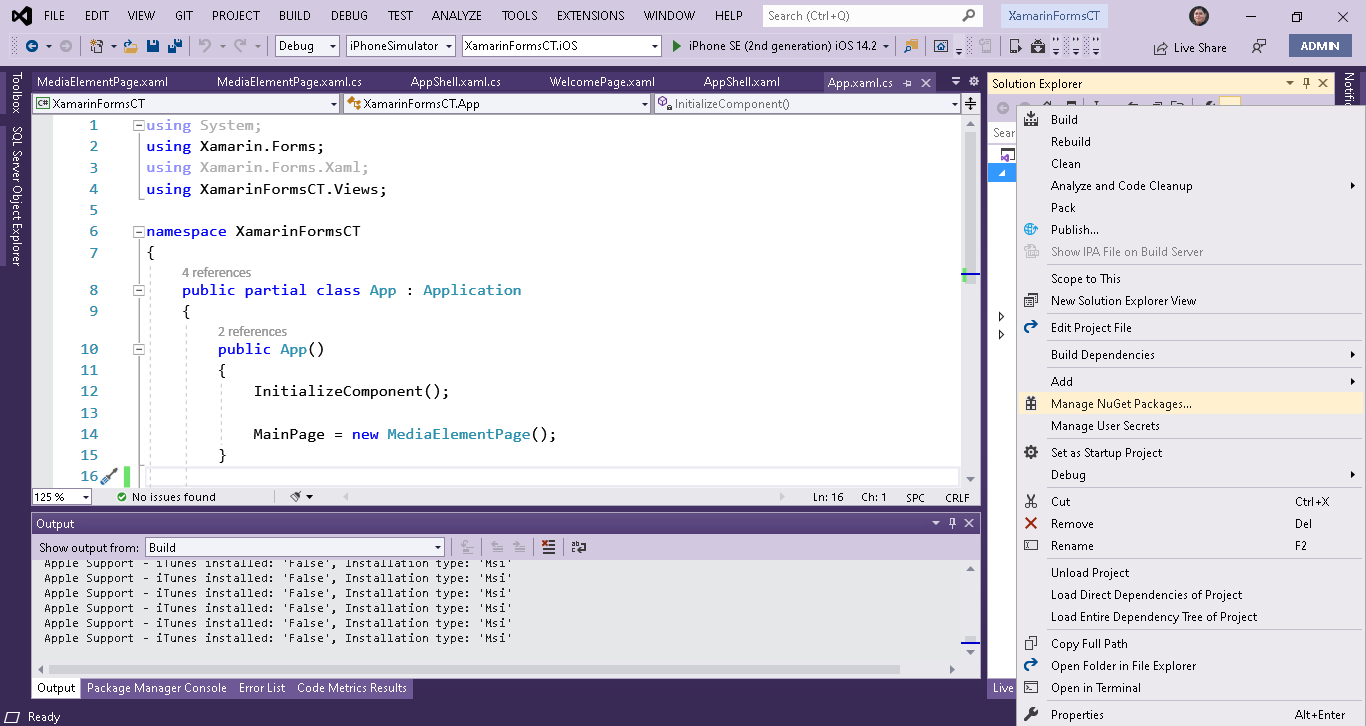 FILE EDIT VIEW GIT PROJECT BUILD DEBUG TEST ANALYZE TOOLS EXTENSIONS WINDOW HELP Search (Ctrl+Q) XamarinFormsCT
Debug iPhoneSimulator XamarinFormsCT.iOS iPhone SE (2nd generation) iOS 14.2 Live Share ADMIN
Toolbox
SQL Server Object Explorer
MediaElementPage.xaml MediaElementPage.xaml.cs AppShell.xaml.cs WelcomePage.xaml AppShell.xaml App.xaml.cs
C# XamarinFormsCT XamarinFormsCT.App InitializeComponent()
1 using System;
2 using Xamarin.Forms;
3 using Xamarin.Forms.Xaml;
4 using XamarinFormsCT.Views;
5
6 namespace XamarinFormsCT
7 {
4 references
8 public partial class App : Application
9 {
2 references
10 public App()
11 {
12 InitializeComponent();
13
14 MainPage = new MediaElementPage();
15 }
16
125 % No issues found Ln: 16 Ch: 1 SPC CRLF
Output
Show output from: Build
Apple Support - iTunes installed: 'False', Installation type: 'Msi'
Apple Support - iTunes installed: 'False', Installation type: 'Msi'
Apple Support - iTunes installed: 'False', Installation type: 'Msi'
Apple Support - iTunes installed: 'False', Installation type: 'Msi'
Apple Support - iTunes installed: 'False', Installation type: 'Msi'
Apple Support - iTunes installed: 'False', Installation type: 'Msi'
Output Package Manager Console Error List Code Metrics Results
Ready
Solution Explorer
Notifi
Sear
Live
Build
Rebuild
Clean
Analyze and Code Cleanup
Pack
Publish...
Show IPA File on Build Server
Scope to This
New Solution Explorer View
Edit Project File
Build Dependencies
Add
Manage NuGet Packages...
Manage User Secrets
Set as Startup Project
Debug
Cut Ctrl+X
Remove Del
Rename F2
Unload Project
Load Direct Dependencies of Project
Load Entire Dependency Tree of Project
Copy Full Path
Open Folder in File Explorer
Open in Terminal
Properties Alt+Enter